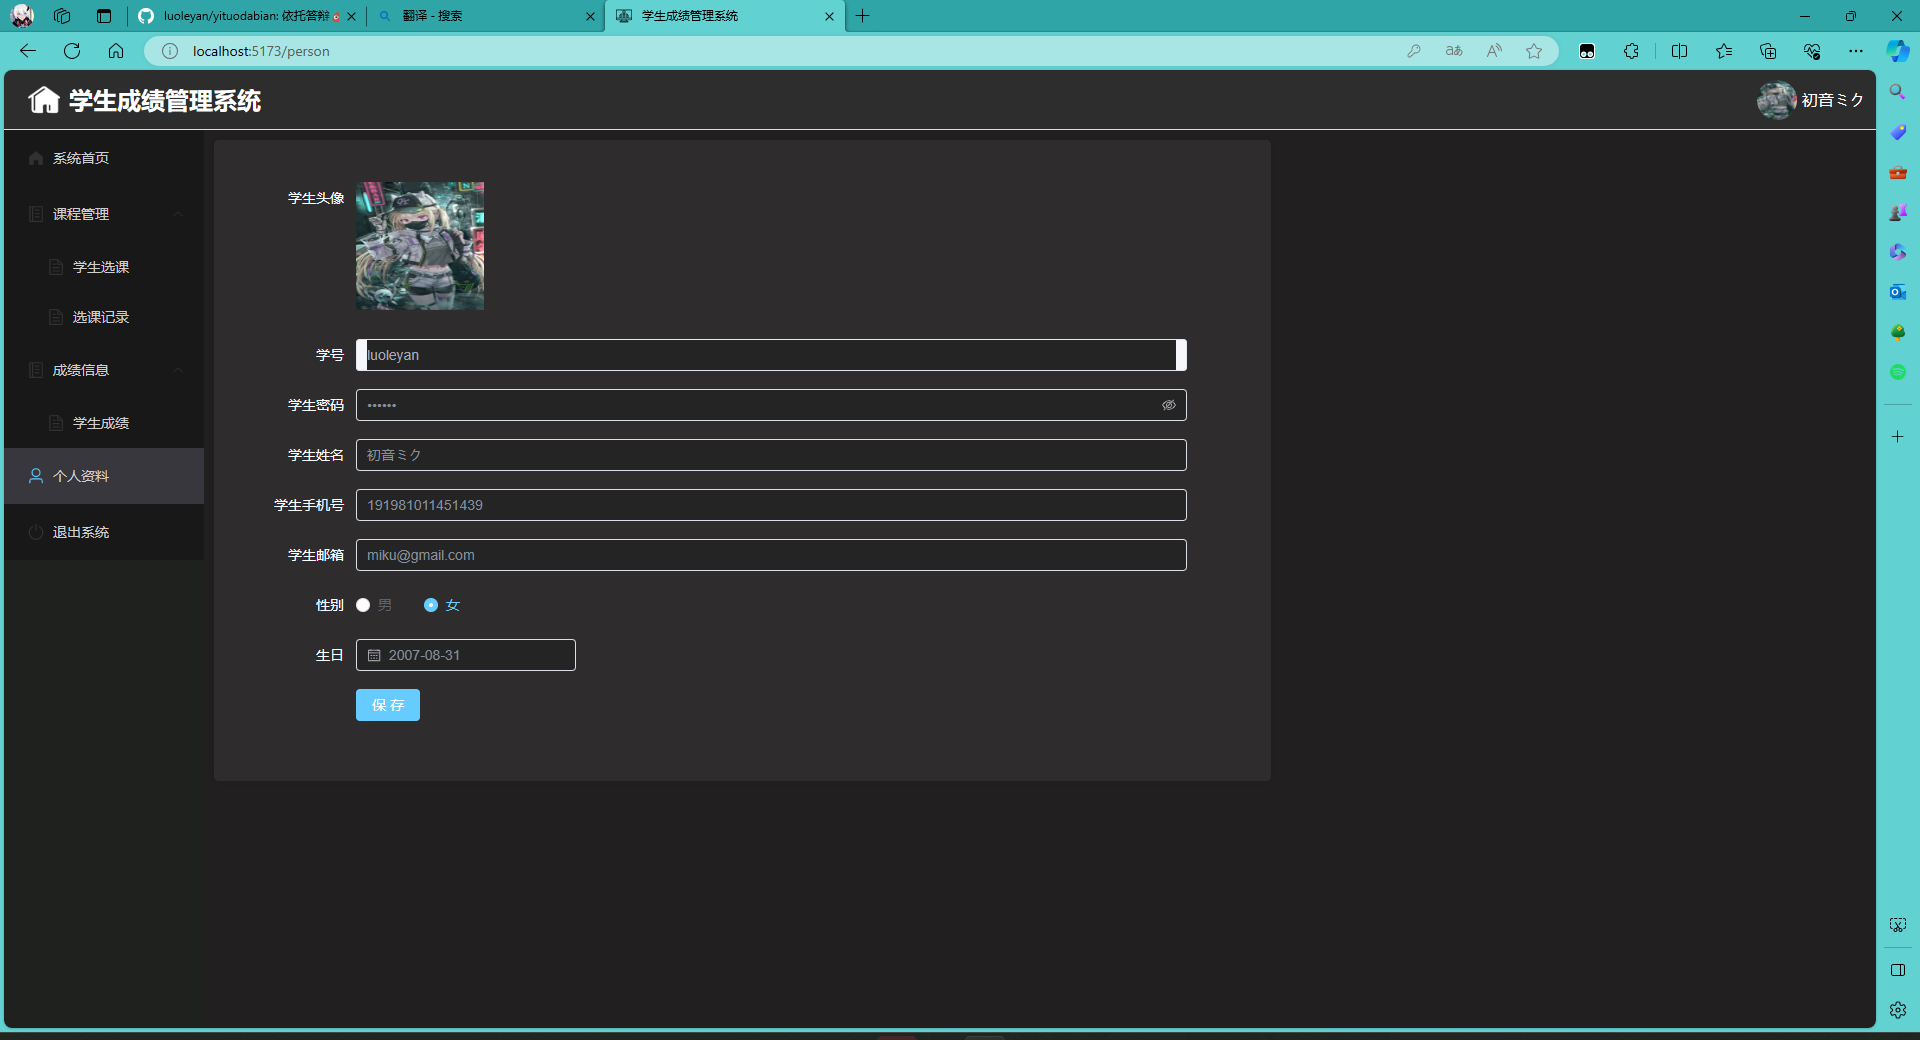 luoleyan/yituodabian: 依托答辩
翻译 - 搜索
学生成绩管理系统
localhost:5173/person
学生成绩管理系统
初音ミク
系统首页
课程管理
学生选课
选课记录
成绩信息
学生成绩
个人资料
退出系统
学生头像
学号
luoleyan
学生密码
••••••
学生姓名
初音ミク
学生手机号
191981011451439
学生邮箱
miku@gmail.com
性别
男
女
生日
2007-08-31
保 存